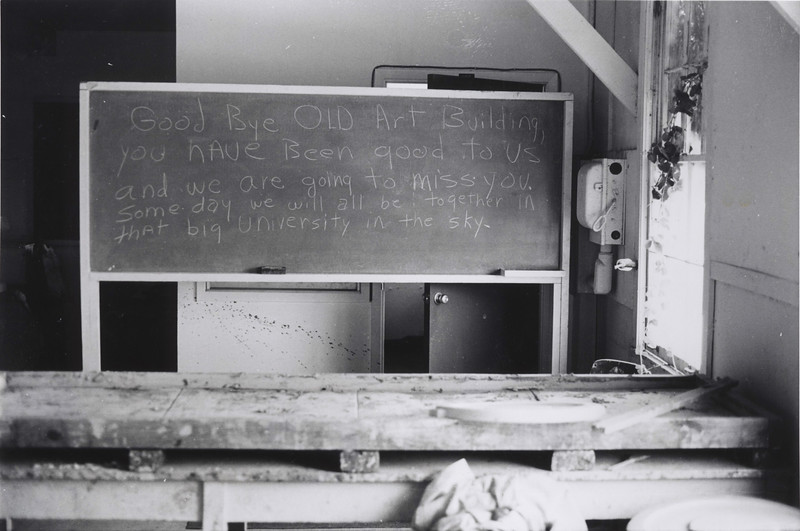 Good Bye OLD Art Building,
you hAVE Been good to us
and we are going to miss you.
Some day we will all be together in
that big University in the sky.